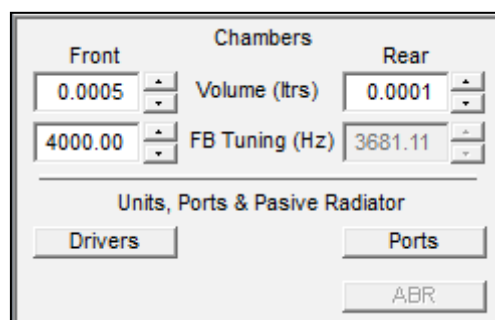 Chambers
Front Rear
0.0005 Volume (ltrs) 0.0001
4000.00 FB Tuning (Hz) 3681.11
Units, Ports & Pasive Radiator
Drivers Ports
ABR